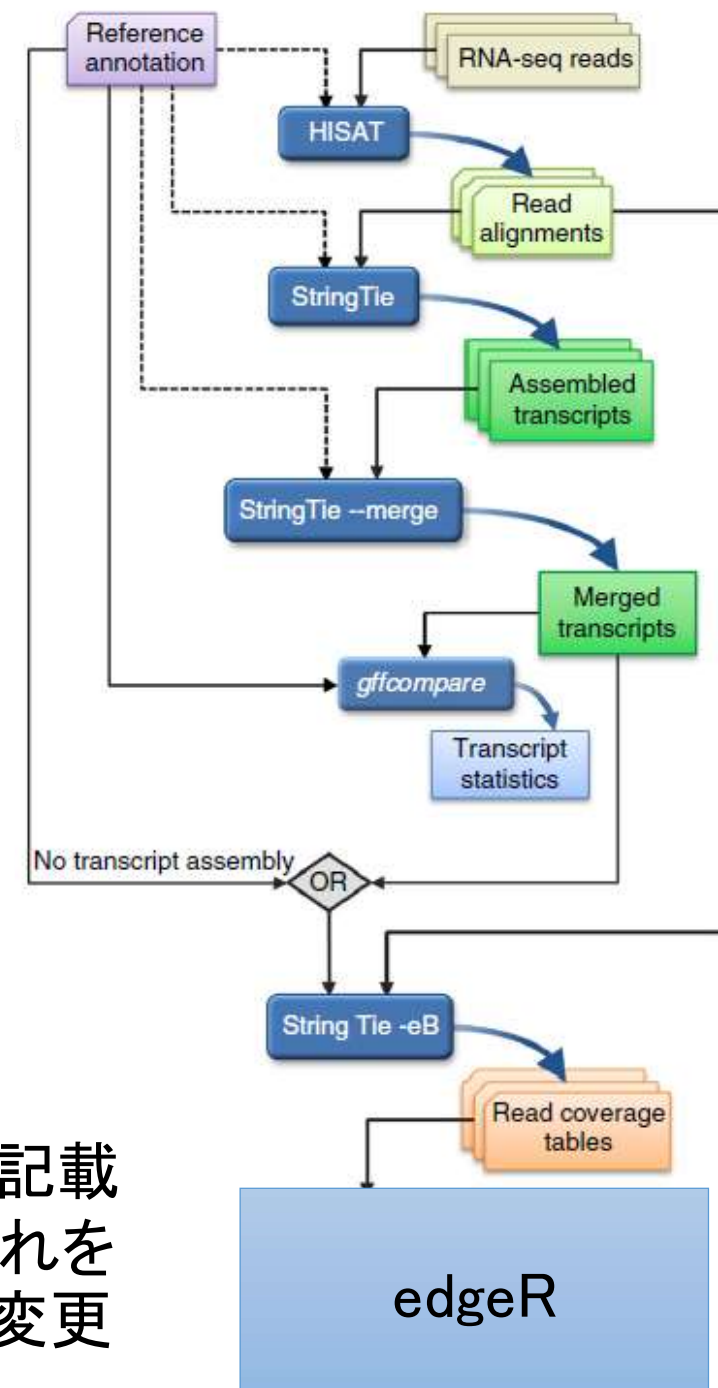 Reference
annotation
RNA-seq reads
HISAT
Read
alignments
StringTie
Assembled
transcripts
StringTie --merge
Merged
transcripts
gffcompare
Transcript
statistics
No transcript assembly
OR
String Tie -eB
Read coverage
tables
記載
れを
変更
edgeR